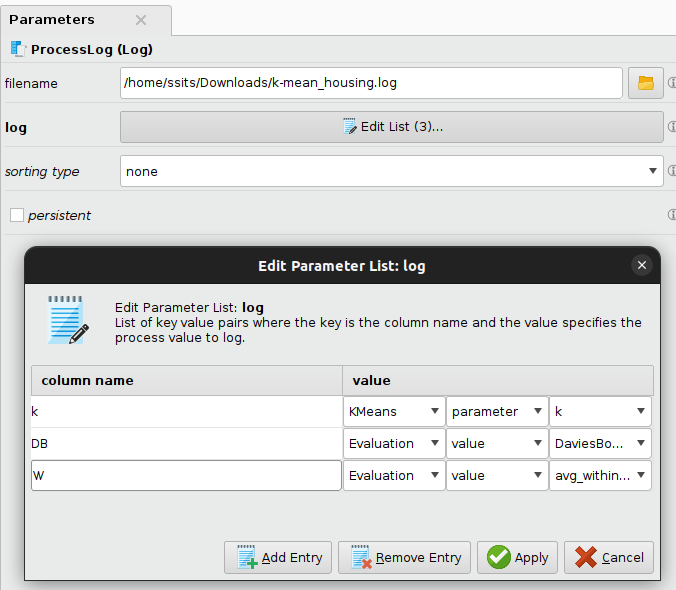 Parameters
ProcessLog (Log)
filename
/home/ssits/Downloads/k-mean_housing.log
log
Edit List (3)...
sorting type
none
persistent
Edit Parameter List: log
Edit Parameter List: log
List of key value pairs where the key is the column name and the value specifies the
process value to log.
column name value
k KMeans parameter k
DB Evaluation value DaviesBo...
W Evaluation value avg_within...
Add Entry Remove Entry Apply Cancel